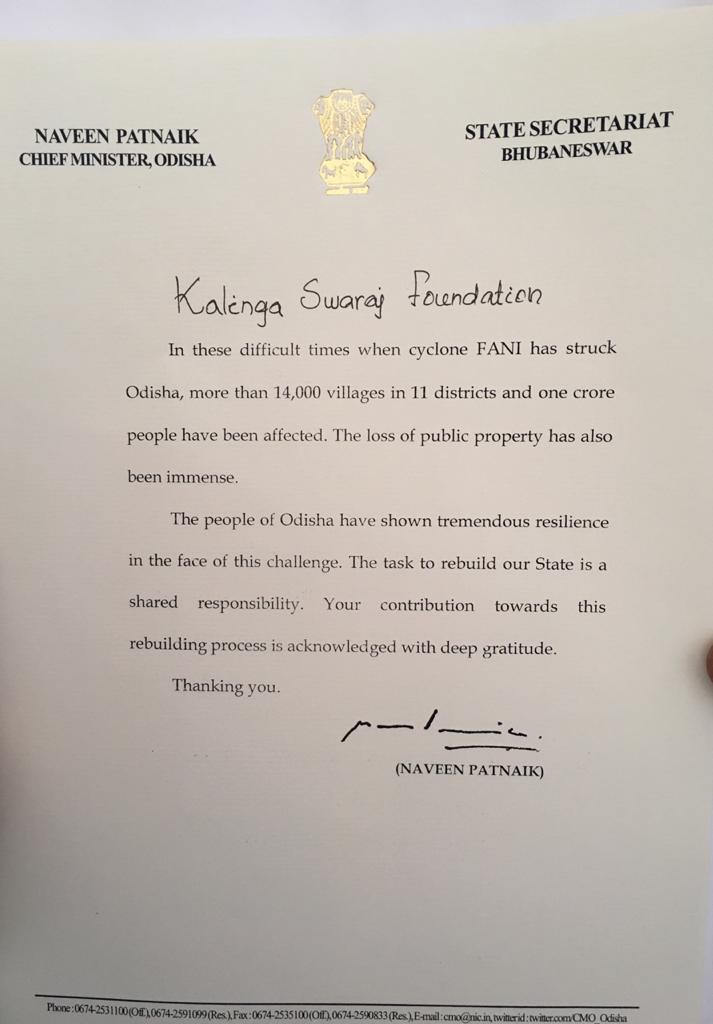 NAVEEN PATNAIK
CHIEF MINISTER, ODISHA
STATE SECRETARIAT
BHUBANESWAR
Kalinga Swaraj Foundation
In these difficult times when cyclone FANI has struck
Odisha, more than 14,000 villages in 11 districts and one crore
people have been affected. The loss of public property has also
been immense.
The people of Odisha have shown tremendous resilience
in the face of this challenge. The task to rebuild our State is a
shared responsibility. Your contribution towards this
rebuilding process is acknowledged with deep gratitude.
Thanking you.
(NAVEEN PATNAIK)
Phone : 0674-2531100 (Off.), 0674-2591099 (Res.), Fax : 0674-2535100 (Off.), 0674-2590833 (Res.), E-mail : cmo@nic.in, twitter id : twitter.com/CMO_Odisha